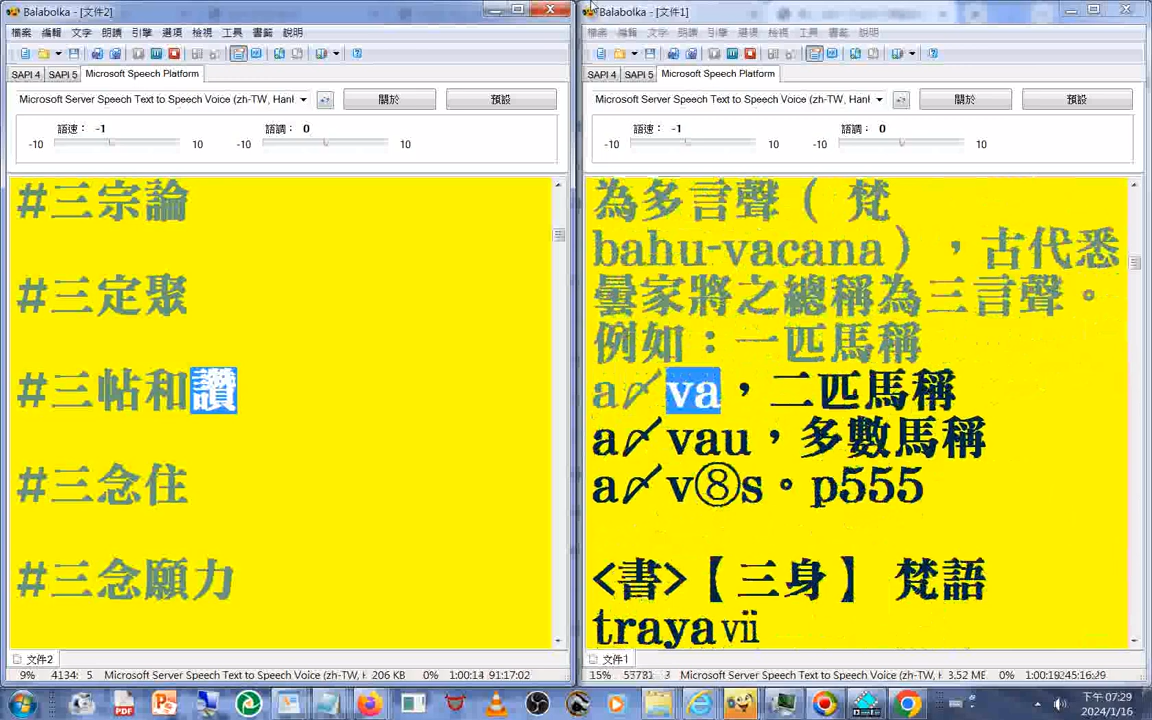 Balabolka - [文件2]
檔案 編輯 文字 朗讀 引擎 選項 檢視 工具 書籤 說明
SAPI 4 SAPI 5 Microsoft Speech Platform
Microsoft Server Speech Text to Speech Voice (zh-TW, Hanl
關於
預設
語速： -1
語調： 0
-10 10 -10 10
#三宗論
#三定聚
#三帖和讚
#三念住
#三念願力
文件2
9% 4134: 5 Microsoft Server Speech Text to Speech Voice (zh-TW, Hanl 206 KB 0% 1:00:14 91:17:02
Balabolka - [文件1]
檔案 編輯 文字 朗讀 引擎 選項 檢視 工具 書籤 說明
SAPI 4 SAPI 5 Microsoft Speech Platform
Microsoft Server Speech Text to Speech Voice (zh-TW, Hanl
關於
預設
語速： -1
語調： 0
-10 10 -10 10
為多言聲（ 梵
bahu-vacana），古代悉
曇家將之總稱為三言聲。
例如：一匹馬稱
a〆va，二匹馬稱
a〆vau，多數馬稱
a〆v⑧s。p555
<書>【三身】 梵語
trayaⅶ
文件1
15% 3 Microsoft Server Speech Text to Speech Voice (zh-TW, Hanl 3.52 ME 0%
下午 07:29
2024/1/16